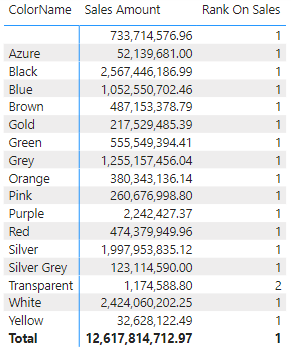 ColorName Sales Amount Rank On Sales
733,714,576.96 1
Azure 52,139,681.00 1
Black 2,567,446,186.99 1
Blue 1,052,550,702.46 1
Brown 487,153,378.79 1
Gold 217,529,485.39 1
Green 555,549,394.41 1
Grey 1,255,157,456.04 1
Orange 380,343,136.14 1
Pink 260,676,998.80 1
Purple 2,242,427.37 1
Red 474,379,949.96 1
Silver 1,997,953,835.12 1
Silver Grey 123,114,590.00 1
Transparent 1,174,588.80 2
White 2,424,060,202.25 1
Yellow 32,628,122.49 1
Total 12,617,814,712.97 1